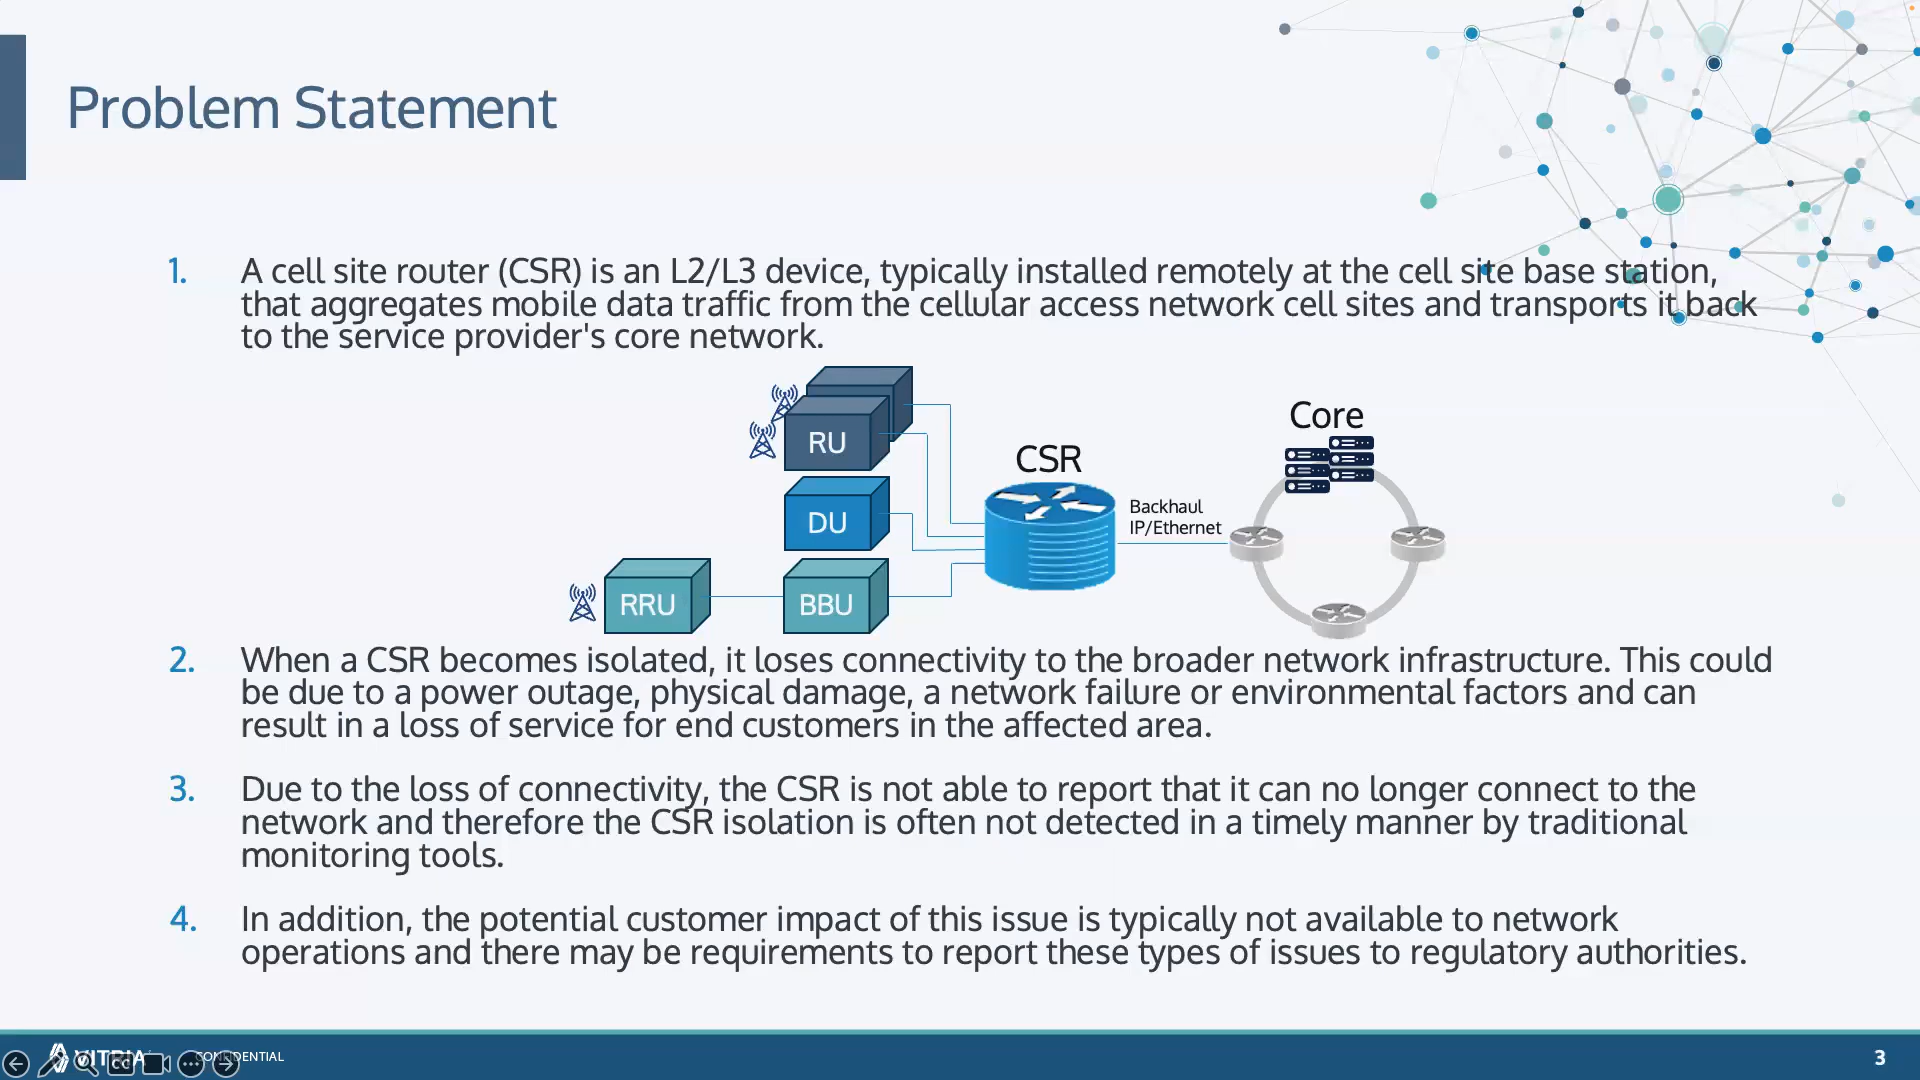 Problem Statement
1. A cell site router (CSR) is an L2/L3 device, typically installed remotely at the cell site base station,
that aggregates mobile data traffic from the cellular access network cell sites and transports it back
to the service provider's core network.
Core
RU
CSR
Backhaul
IP/Ethernet
DU
RRU
BBU
2. When a CSR becomes isolated, it loses connectivity to the broader network infrastructure. This could
be due to a power outage, physical damage, a network failure or environmental factors and can
result in a loss of service for end customers in the affected area.
3. Due to the loss of connectivity, the CSR is not able to report that it can no longer connect to the
network and therefore the CSR isolation is often not detected in a timely manner by traditional
monitoring tools.
4. In addition, the potential customer impact of this issue is typically not available to network
operations and there may be requirements to report these types of issues to regulatory authorities.
VITRIA CONFIDENTIAL
3